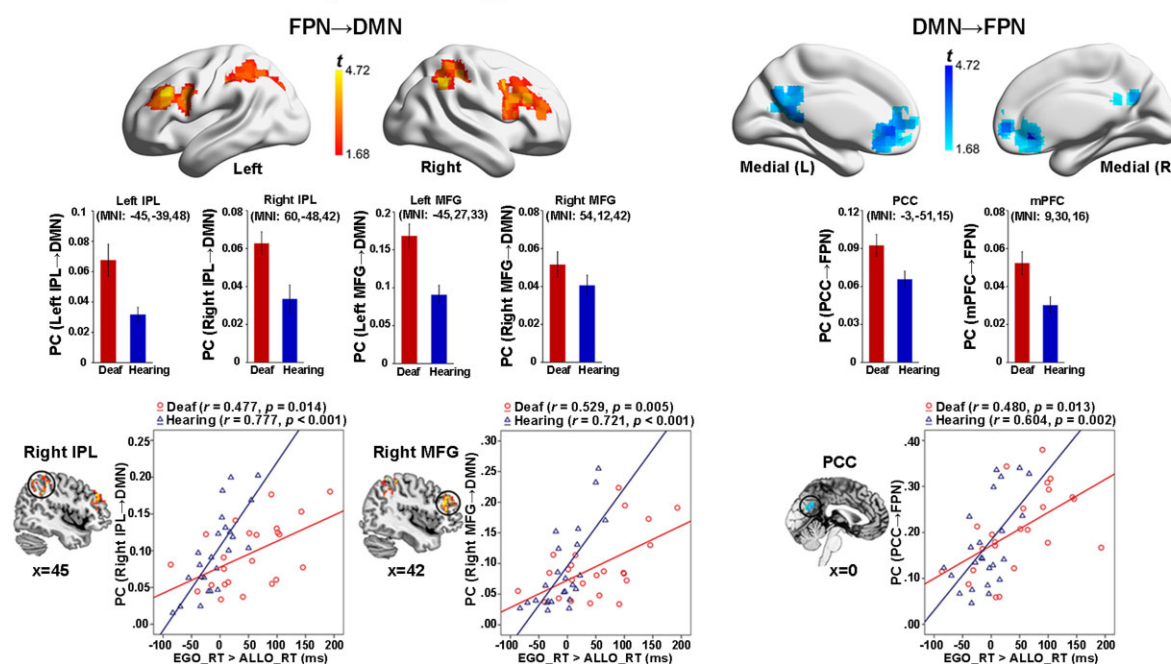 FPN→DMN
DMN→FPN
t
4.72
1.68
Left
Right
t
4.72
1.68
Medial (L)
Medial (R
Left IPL
(MNI: -45,-39,48)
PC (Left IPL→DMN)
0.1
0.08
0.06
0.04
0.02
0
Deaf Hearing
Right IPL
(MNI: 60,-48,42)
PC (Right IPL→DMN)
0.08
0.06
0.04
0.02
0
Deaf Hearing
Left MFG
(MNI: -45,27,33)
PC (Left MFG→DMN)
0.2
0.15
0.1
0.05
0
Deaf Hearing
Right MFG
(MNI: 54,12,42)
PC (Right MFG→DMN)
0.08
0.06
0.04
0.02
0
Deaf Hearing
PCC
(MNI: -3,-51,15)
PC (PCC→FPN)
0.12
0.09
0.06
0.03
0
Deaf Hearing
mPFC
(MNI: 9,30,16)
PC (mPFC→FPN)
0.08
0.06
0.04
0.02
0
Deaf Hearing
Right IPL
x=45
Deaf (r = 0.477, p = 0.014)
Hearing (r = 0.777, p < 0.001)
PC (Right IPL→DMN)
0.25
0.20
0.15
0.10
0.05
0.00
-100 -50 0 50 100 150 200
EGO_RT > ALLO_RT (ms)
Right MFG
x=42
Deaf (r = 0.529, p = 0.005)
Hearing (r = 0.721, p < 0.001)
PC (Right MFG→DMN)
.30
.25
.20
.15
.10
.05
.00
-100 -50 0 50 100 150 200
EGO_RT > ALLO_RT (ms)
PCC
x=0
Deaf (r = 0.480, p = 0.013)
Hearing (r = 0.604, p = 0.002)
PC (PCC→FPN)
.40
.30
.20
.10
.00
-100 -50 0 50 100 150 200
EGO_RT > ALLO_RT (ms)